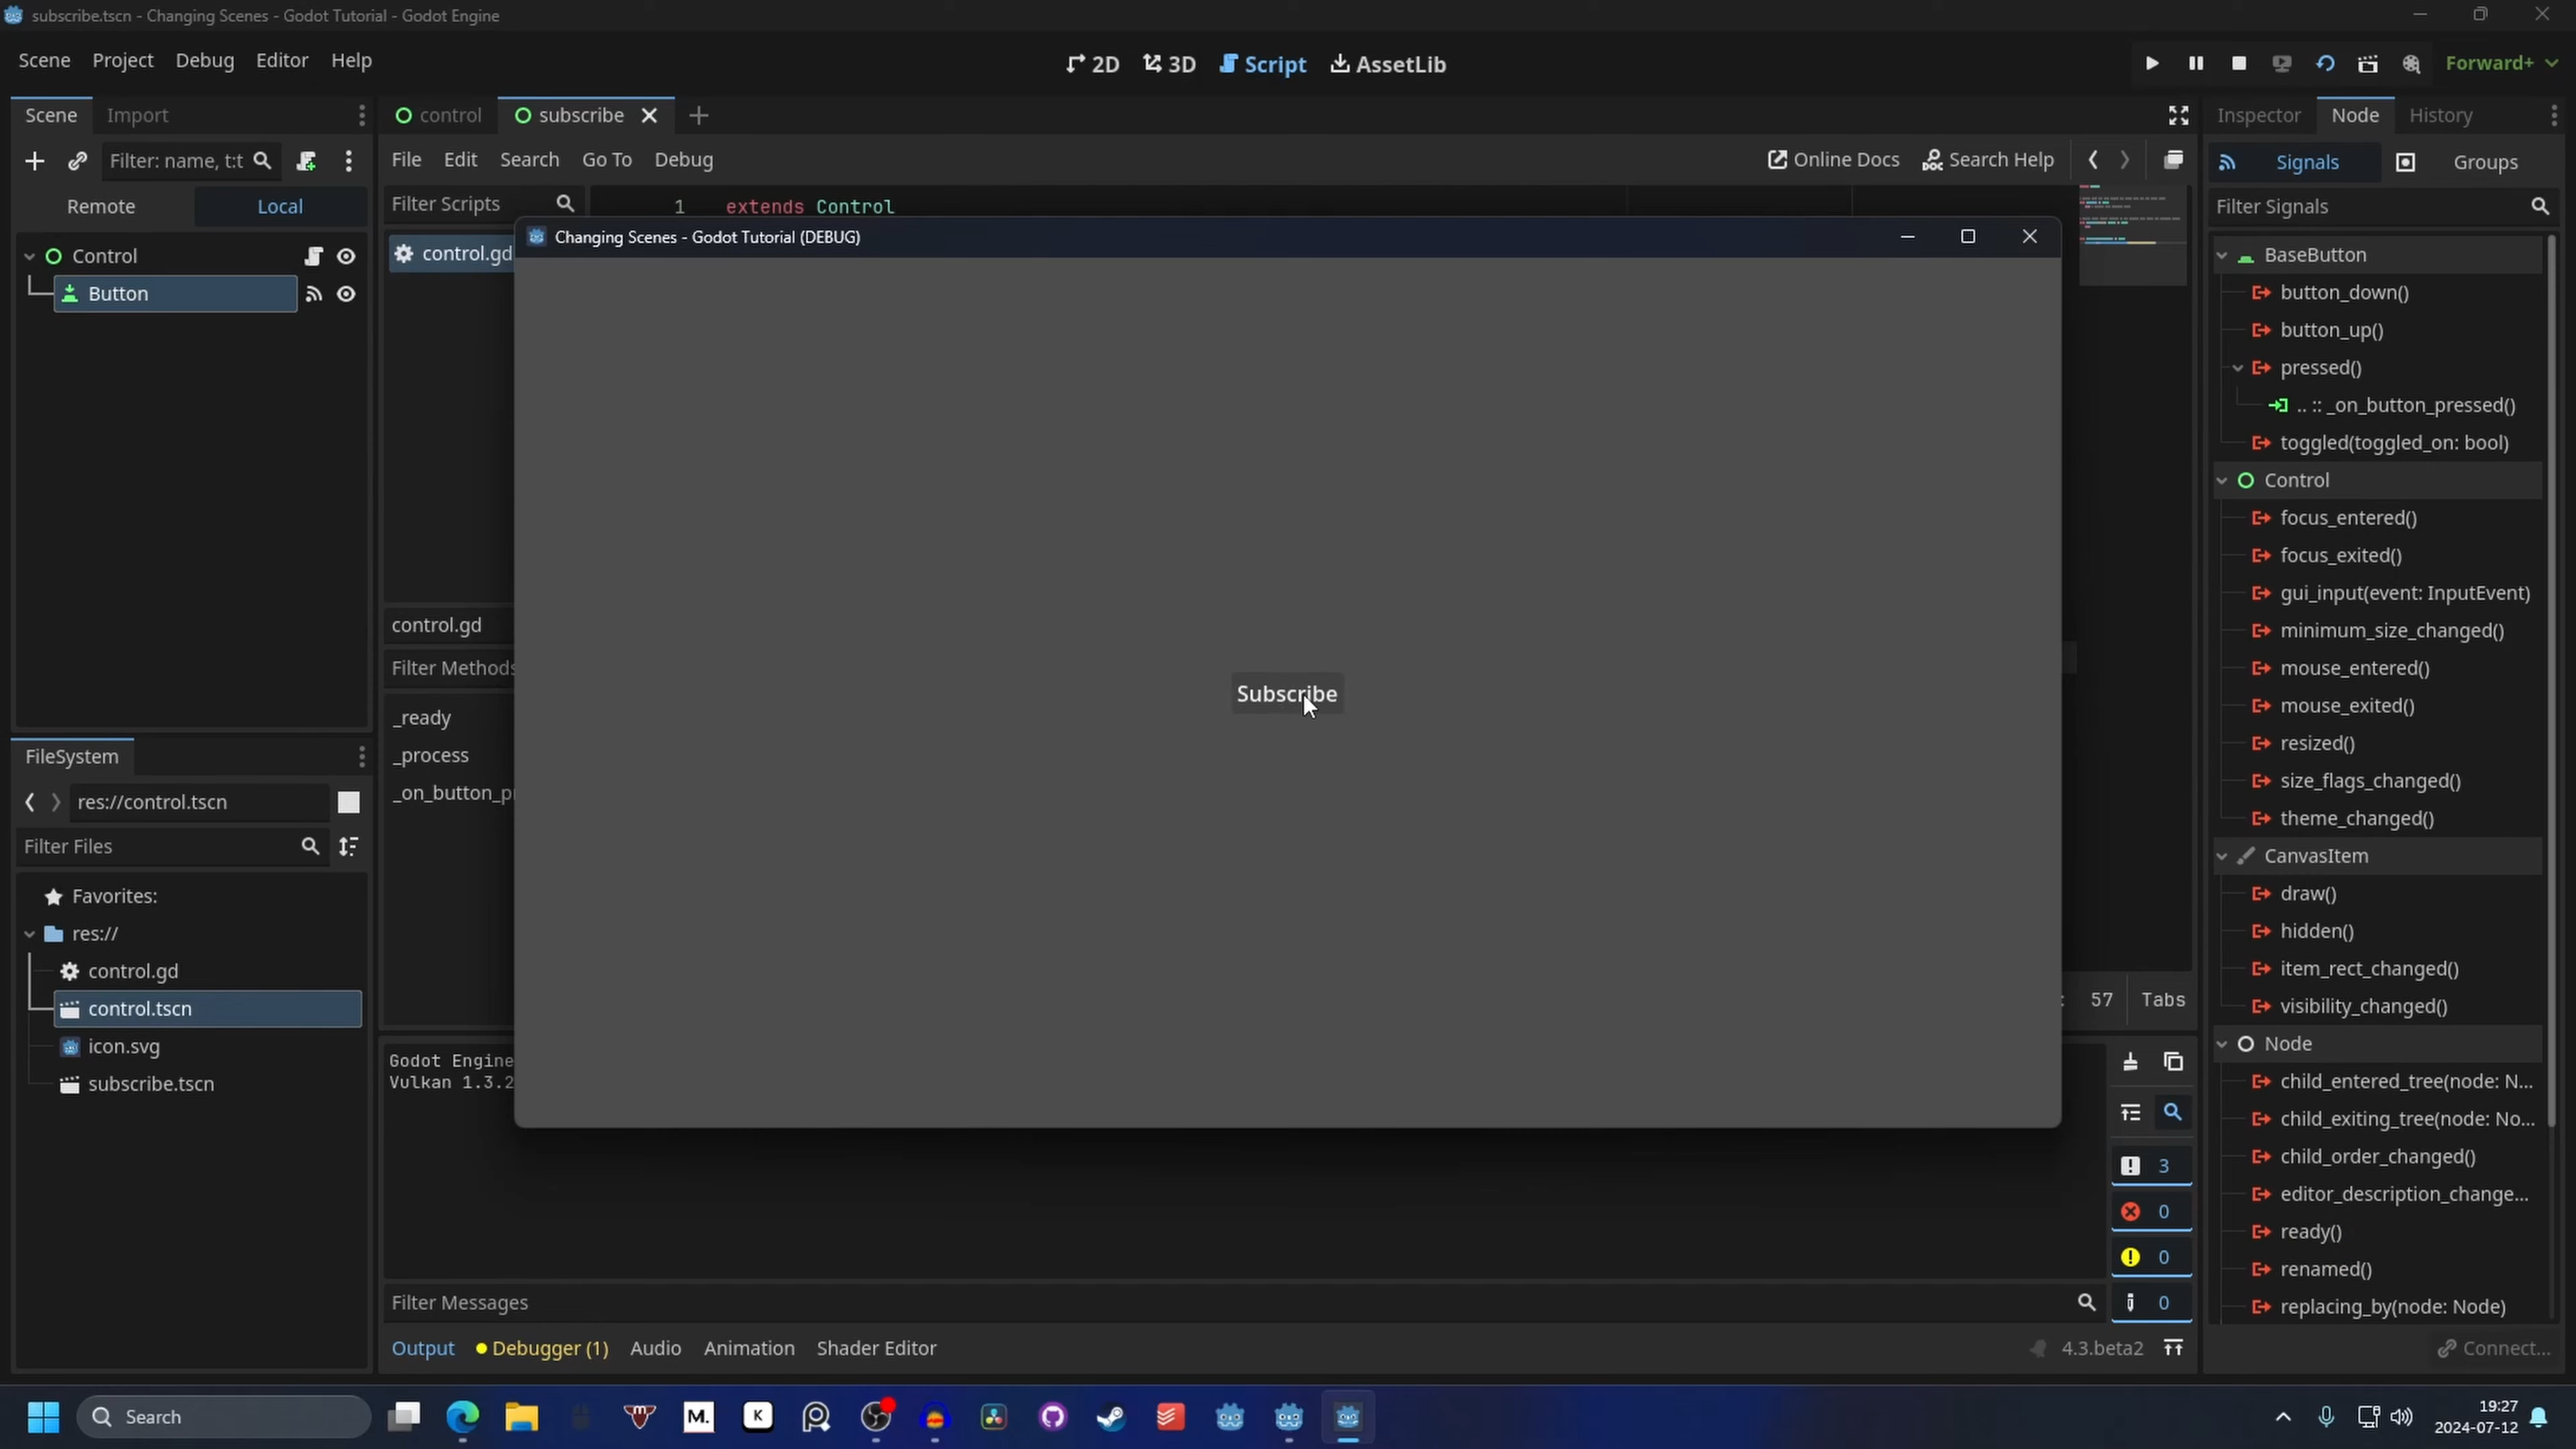 subscribe.tscn - Changing Scenes - Godot Tutorial - Godot Engine
Scene Project Debug Editor Help
2D 3D Script AssetLib
Forward+
Scene Import
control subscribe
Inspector Node History
Filter: name, t:t
File Edit Search Go To Debug
Online Docs Search Help
Signals Groups
Remote Local
Filter Scripts
1 extends Control
Filter Signals
Control
Button
control.gd
Changing Scenes - Godot Tutorial (DEBUG)
Subscribe
control.gd
Filter Methods
_ready
_process
_on_button_pr
57 Tabs
BaseButton
button_down()
button_up()
pressed()
.. :: _on_button_pressed()
toggled(toggled_on: bool)
Control
focus_entered()
focus_exited()
gui_input(event: InputEvent)
minimum_size_changed()
mouse_entered()
mouse_exited()
resized()
size_flags_changed()
theme_changed()
CanvasItem
draw()
hidden()
item_rect_changed()
visibility_changed()
Node
child_entered_tree(node: N...
child_exiting_tree(node: No...
child_order_changed()
editor_description_change...
ready()
renamed()
replacing_by(node: Node)
Connect...
FileSystem
res://control.tscn
Filter Files
Favorites:
res://
control.gd
control.tscn
icon.svg
subscribe.tscn
Godot Engine
Vulkan 1.3.2
3
0
0
0
Filter Messages
Output Debugger (1) Audio Animation Shader Editor
4.3.beta2
Search
M.
K
19:27
2024-07-12